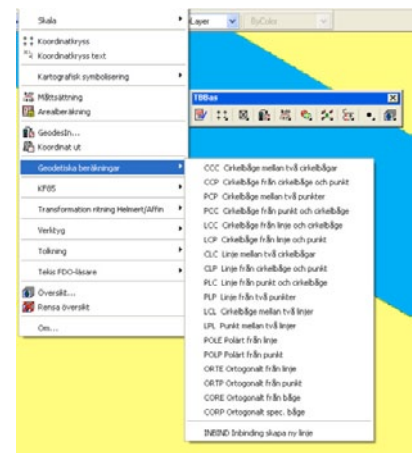 Layer
ByColor
Skala
Koordnatkryss
Koordnatkryss text
Kartografisk symbolisering
Måttsättning
Arealberäkning
GeodesIn...
Koordnat ut
Geodetiska beräkningar
KF85
Transformation ritning Helmert/Affin
Verktyg
Tolkning
Tekis FDO-läsare
Översikt...
Rensa översikt
Om...
TBBas
CCC Cirkelbåge mellan två cirkelbågar
CCP Cirkelbåge från cirkelbåge och punkt
PCP Cirkelbåge mellan två punkter
PCC Cirkelbåge från punkt och cirkelbåge
LCC Cirkelbåge från linje och cirkelbåge
LCP Cirkelbåge från linje och punkt
CLC Linje mellan två cirkelbågar
CLP Linje från cirkelbåge och punkt
PLC Linje från punkt och cirkelbåge
PLP Linje från två punkter
LCL Cirkelbåge mellan två linjer
LPL Punkt mellan två linjer
POLE Polärt från linje
POLP Polärt från punkt
ORTE Ortogonalt från linje
ORTP Ortogonalt från punkt
CORE Ortogonalt från båge
CORP Ortogonalt spec. båge
INBIND Inbinding skapa ny linje